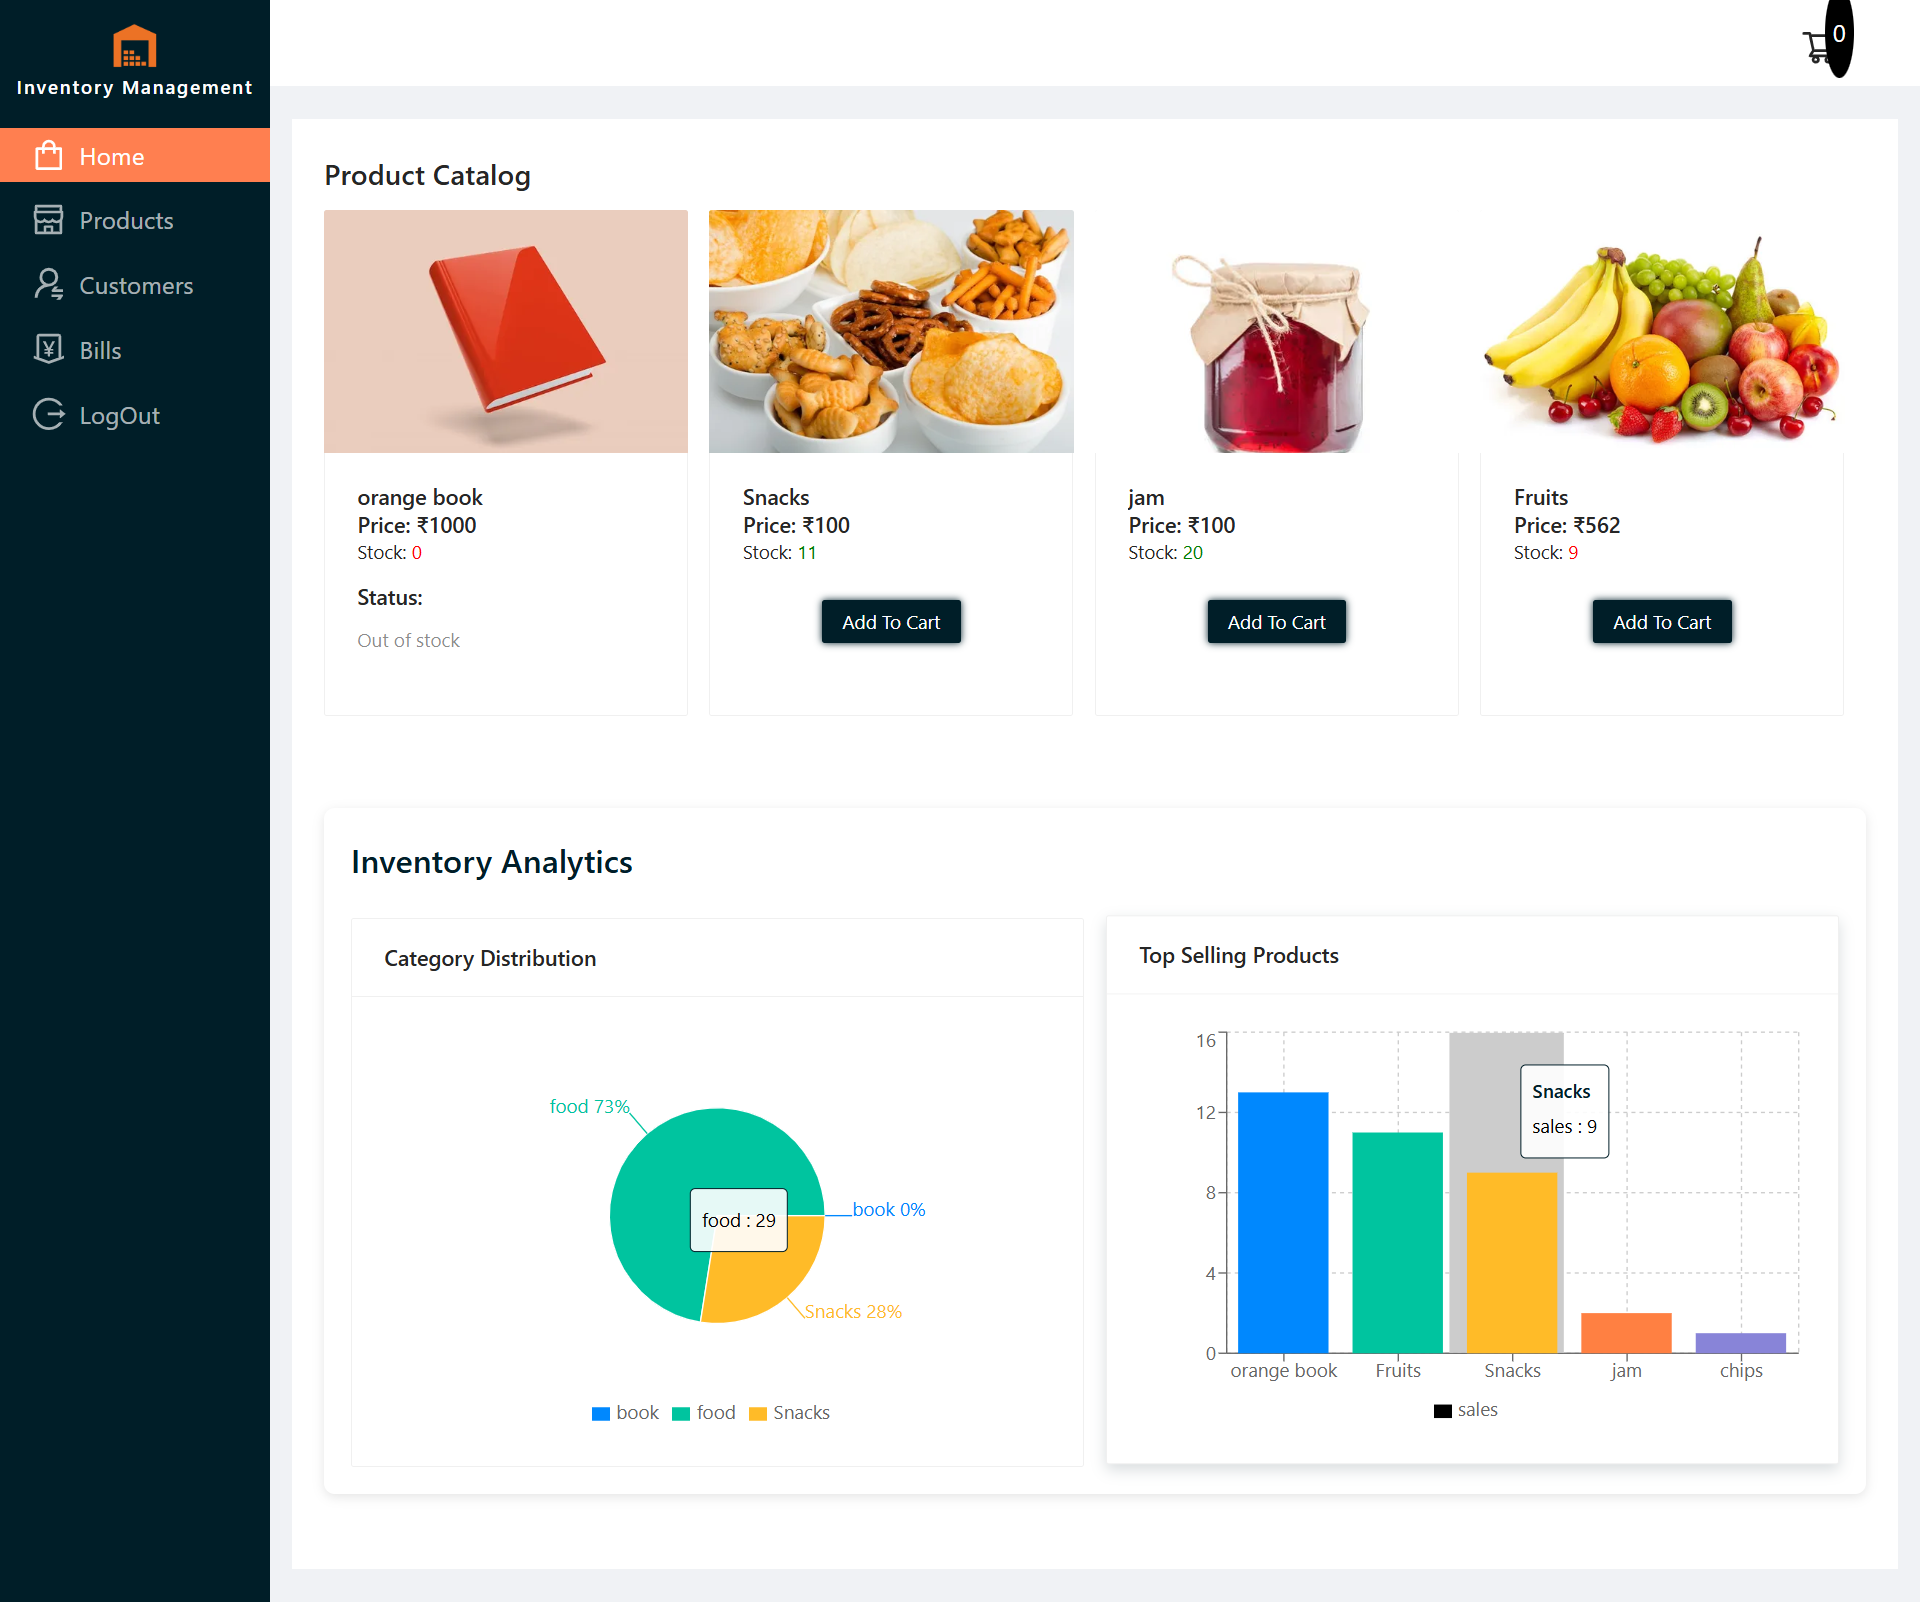 Inventory Management
0
Home
Products
Customers
Bills
LogOut
Product Catalog
orange book
Price: ₹1000
Stock: 0
Status:
Out of stock
Snacks
Price: ₹100
Stock: 11
Add To Cart
jam
Price: ₹100
Stock: 20
Add To Cart
Fruits
Price: ₹562
Stock: 9
Add To Cart
Inventory Analytics
Category Distribution
food 73%
book 0%
food : 29
Snacks 28%
book food Snacks
Top Selling Products
16
12
8
4
0
Snacks
sales : 9
orange book Fruits Snacks jam chips
sales